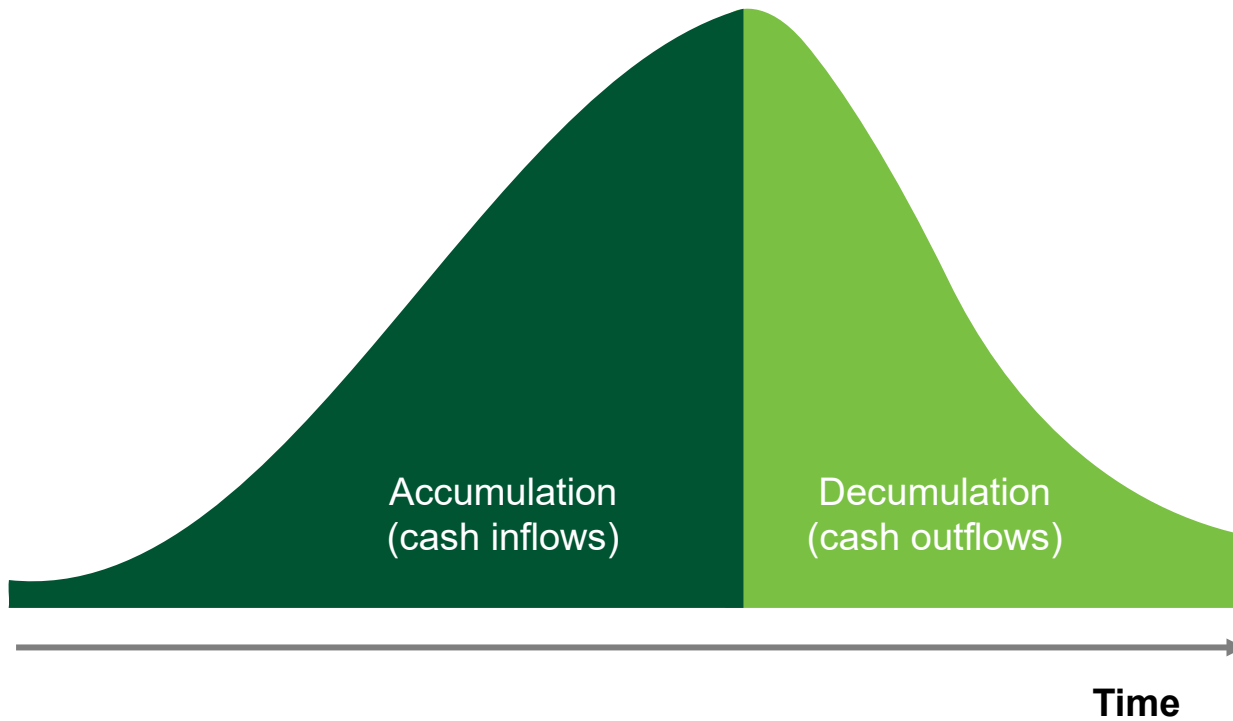 Accumulation
(cash inflows)
Decumulation
(cash outflows)
Time